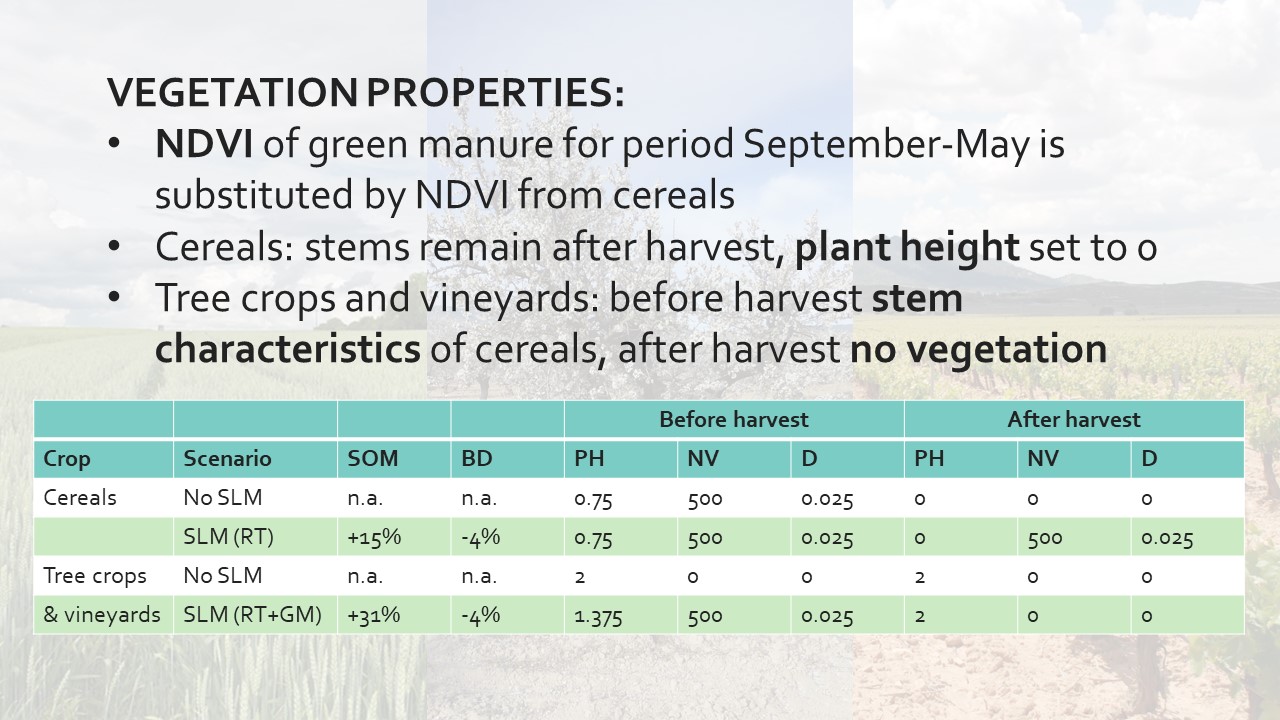 VEGETATION PROPERTIES:
• NDVI of green manure for period September-May is
substituted by NDVI from cereals
• Cereals: stems remain after harvest, plant height set to 0
• Tree crops and vineyards: before harvest stem
characteristics of cereals, after harvest no vegetation
Before harvest After harvest
Crop Scenario SOM BD PH NV D PH NV D
Cereals No SLM n.a. n.a. 0.75 500 0.025 0 0 0
SLM (RT) +15% -4% 0.75 500 0.025 0 500 0.025
Tree crops No SLM n.a. n.a. 2 0 0 2 0 0
& vineyards SLM (RT+GM) +31% -4% 1.375 500 0.025 2 0 0